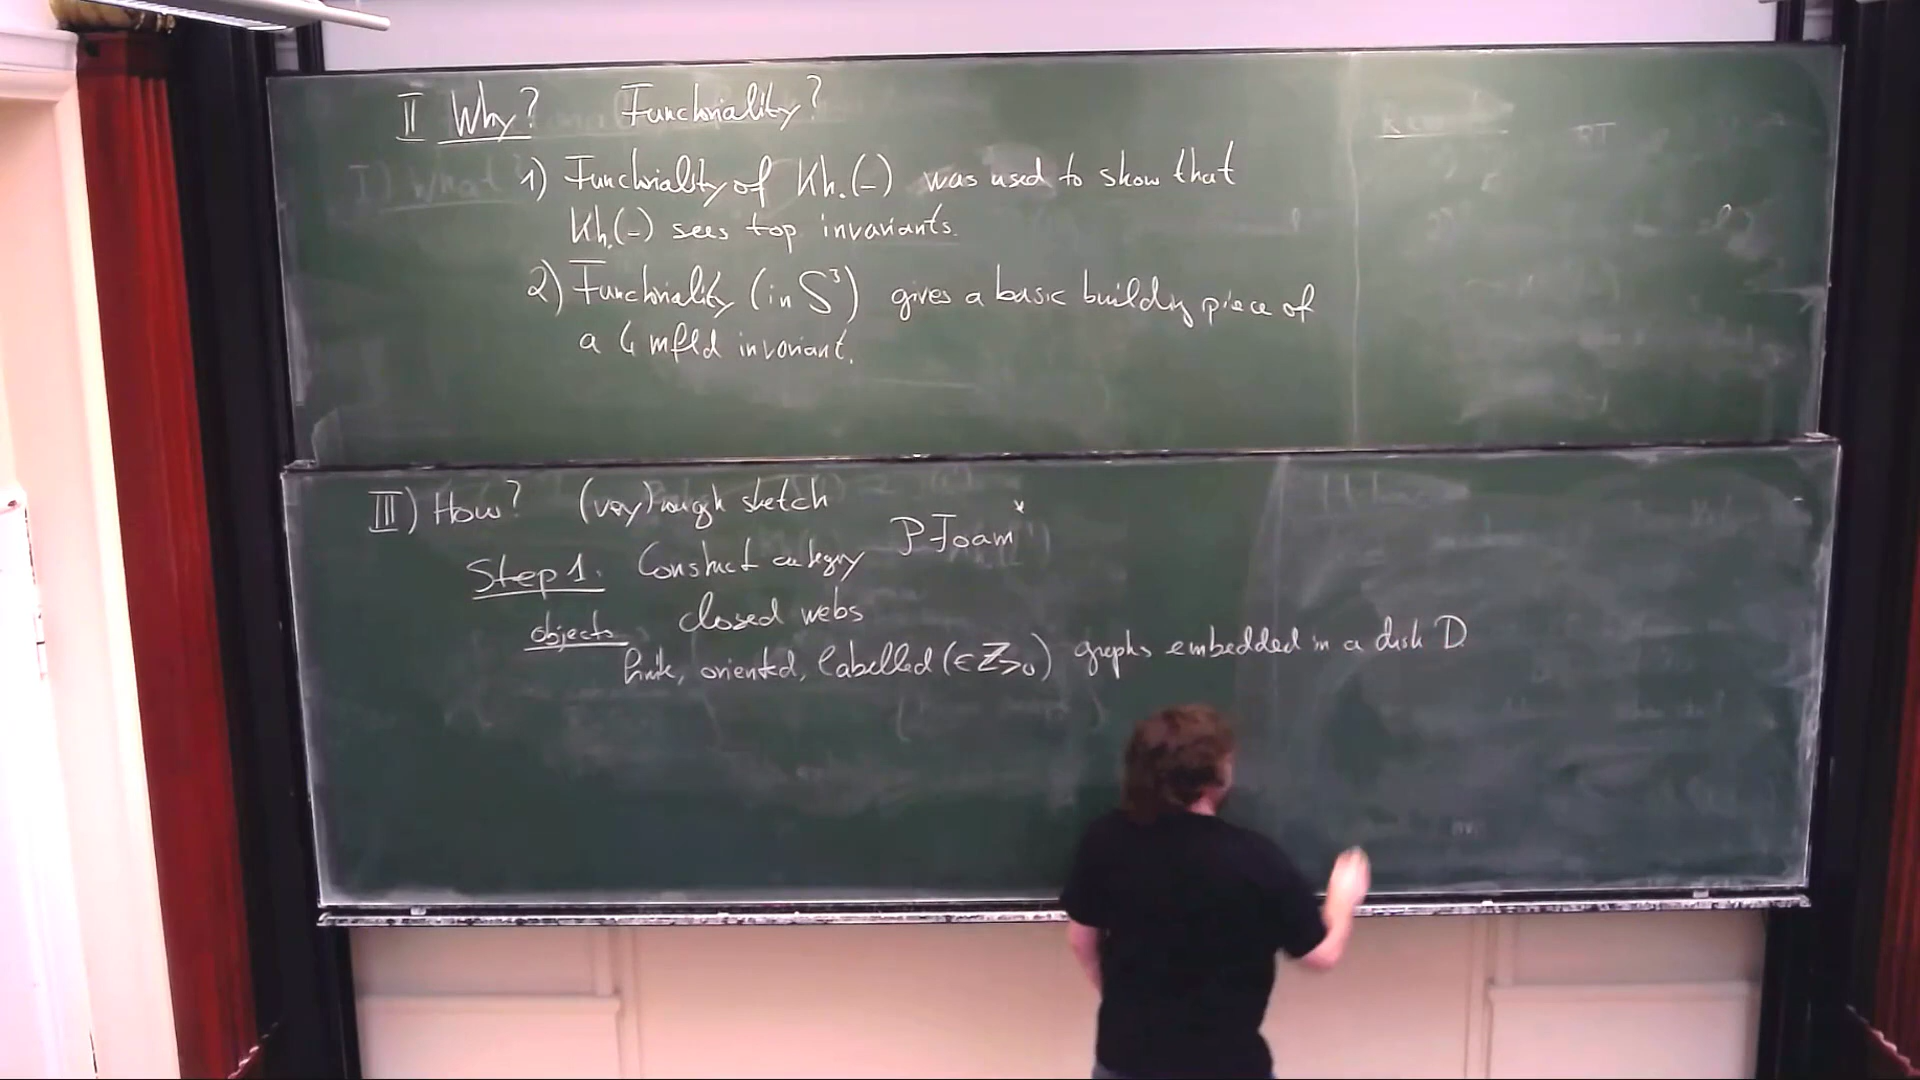 II Why? Functoriality?
1) Functoriality of Kh.(-) was used to show that
Kh.(-) sees top invariants.
2) Functoriality (in S³) gives a basic building piece of
a 4 mfld invariant.
I) What
III) How? (very) rough sketch
Step 1. Construct category PFoam*
objects closed webs
finite, oriented, labelled (∈ ℤ>0) graphs embedded in a disk D